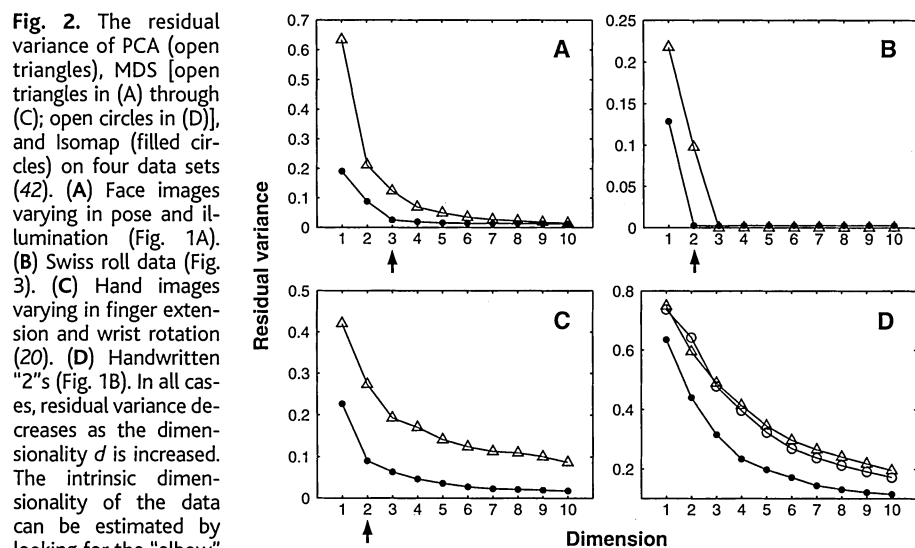 Fig. 2. The residual
variance of PCA (open
triangles), MDS [open
triangles in (A) through
(C); open circles in (D)],
and Isomap (filled cir-
cles) on four data sets
(42). (A) Face images
varying in pose and il-
lumination (Fig. 1A).
(B) Swiss roll data (Fig.
3). (C) Hand images
varying in finger exten-
sion and wrist rotation
(20). (D) Handwritten
"2"s (Fig. 1B). In all cas-
es, residual variance de-
creases as the dimen-
sionality d is increased.
The intrinsic dimen-
sionality of the data
can be estimated by
looking for the "elbow"
Residual variance
A
0.7
0.6
0.5
0.4
0.3
0.2
0.1
0
1 2 3 4 5 6 7 8 9 10
B
0.25
0.2
0.15
0.1
0.05
0
1 2 3 4 5 6 7 8 9 10
C
0.5
0.4
0.3
0.2
0.1
0
1 2 3 4 5 6 7 8 9 10
D
0.8
0.6
0.4
0.2
1 2 3 4 5 6 7 8 9 10
Dimension